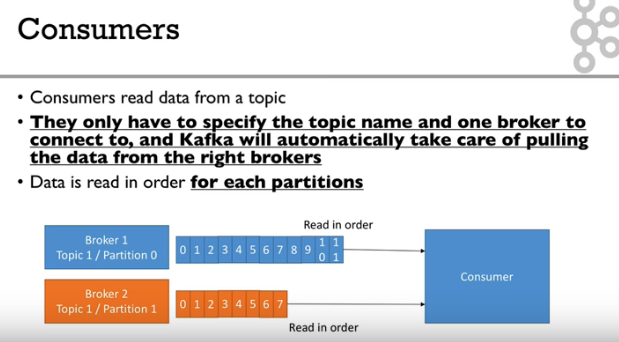 Consumers
• Consumers read data from a topic
• They only have to specify the topic name and one broker to
connect to, and Kafka will automatically take care of pulling
the data from the right brokers
• Data is read in order for each partitions
Read in order
Broker 1
Topic 1 / Partition 0
0 1 2 3 4 5 6 7 8 9 10 11
Consumer
Broker 2
Topic 1 / Partition 1
0 1 2 3 4 5 6 7
Read in order